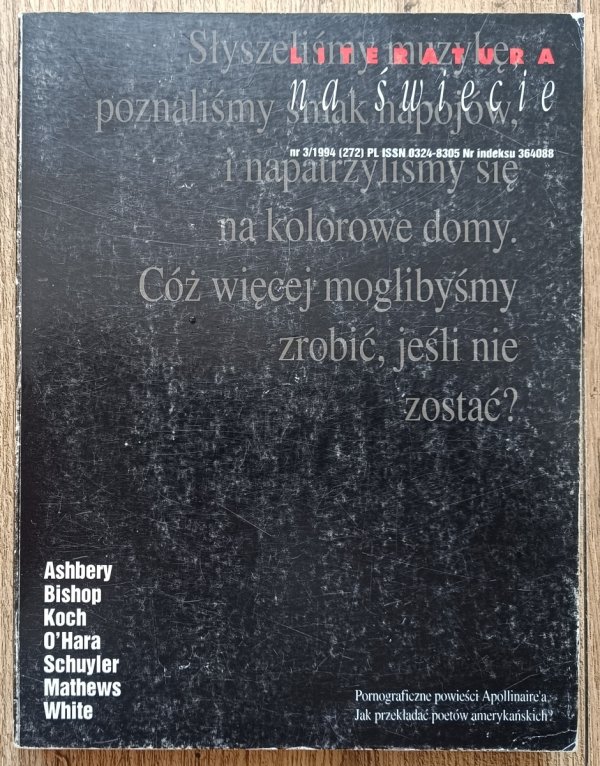 Słyszeliśmy muzykę,
LITERATURA
poznaliśmy smak napojów,
na świecie
nr 3/1994 (272) PL ISSN 0324-8305 Nr indeksu 364088
i napatrzyliśmy się
na kolorowe domy.
Cóż więcej moglibyśmy
zrobić, jeśli nie
zostać?
Ashbery
Bishop
Koch
O'Hara
Schuyler
Mathews
White
Pornograficzne powieści Apollinaire'a.
Jak przekładać poetów amerykańskich?